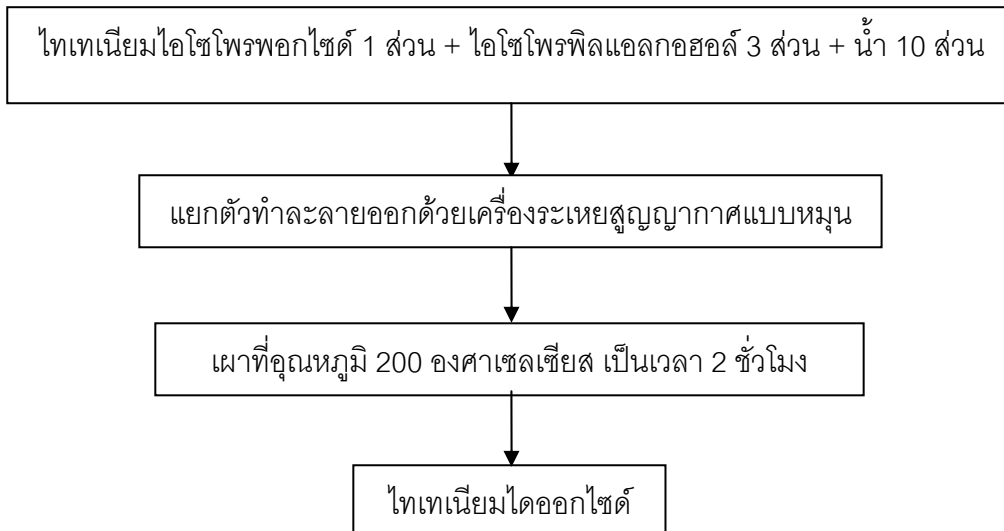 ไทเทเนียมไอโซโพรพอกไซด์ 1 ส่วน + ไอโซโพรพิลแอลกอฮอล์ 3 ส่วน + น้ำ 10 ส่วน
แยกตัวทำละลายออกด้วยเครื่องระเหยสูญญากาศแบบหมุน
เผาที่อุณหภูมิ 200 องศาเซลเซียส เป็นเวลา 2 ชั่วโมง
ไทเทเนียมไดออกไซด์